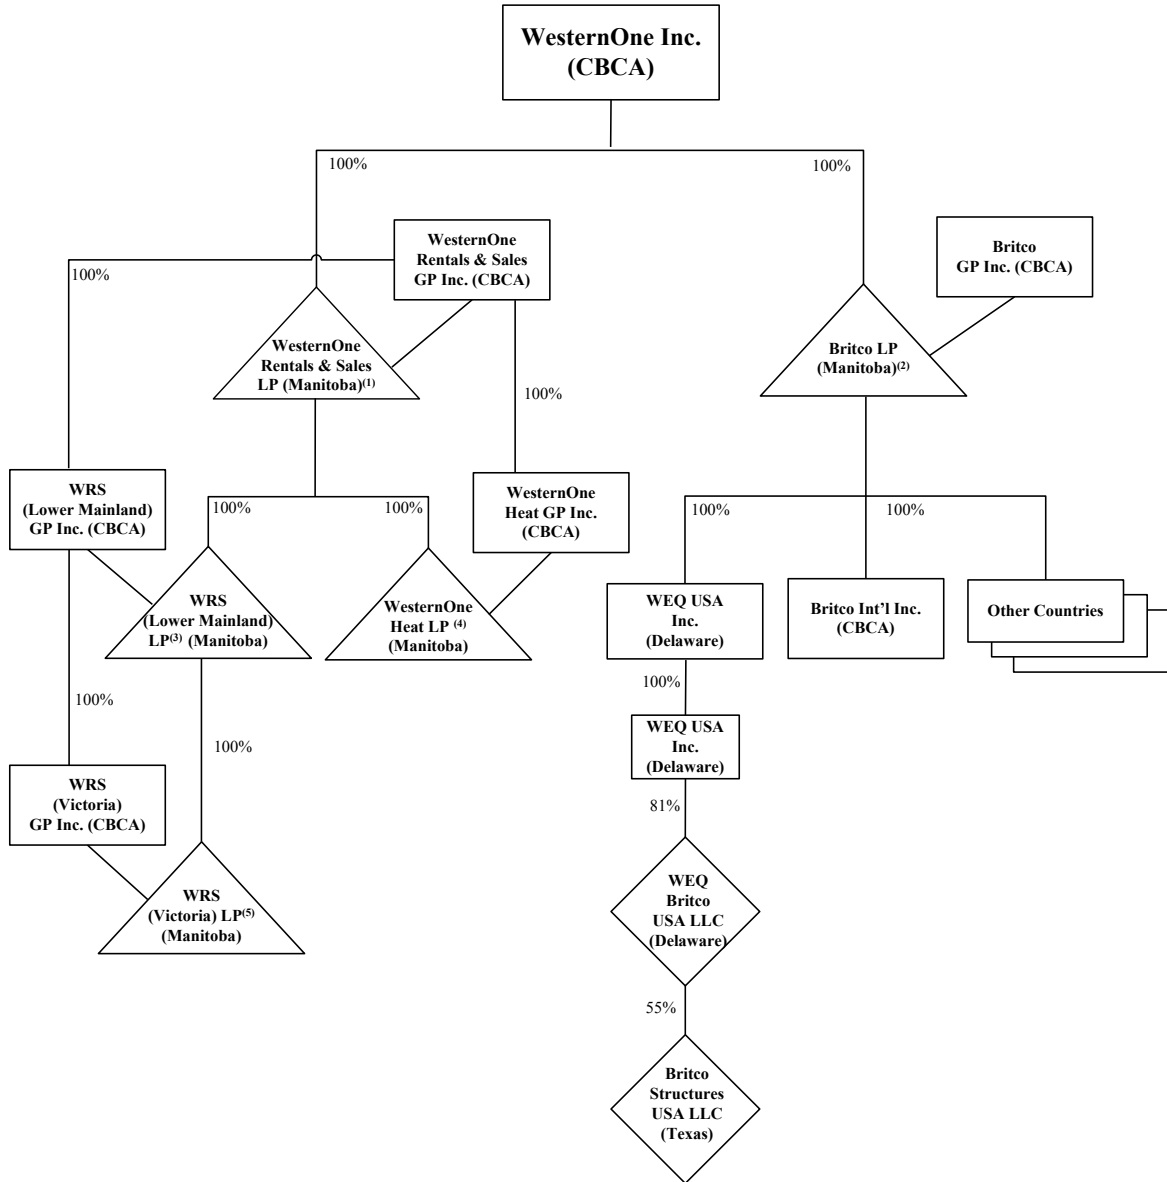 WesternOne Inc.
(CBCA)
100%
100%
WesternOne
Rentals & Sales
GP Inc. (CBCA)
Britco
GP Inc. (CBCA)
100%
WesternOne
Rentals & Sales
LP (Manitoba)(1)
Britco LP
(Manitoba)(2)
100%
WRS
(Lower Mainland)
GP Inc. (CBCA)
100%
100%
WesternOne
Heat GP Inc.
(CBCA)
100%
100%
WRS
(Lower Mainland)
LP(3) (Manitoba)
WesternOne
Heat LP (4)
(Manitoba)
WEQ USA
Inc.
(Delaware)
Britco Int'l Inc.
(CBCA)
Other Countries
100%
100%
100%
WEQ USA
Inc.
(Delaware)
WRS
(Victoria)
GP Inc. (CBCA)
81%
WRS
(Victoria) LP(5)
(Manitoba)
WEQ
Britco
USA LLC
(Delaware)
55%
Britco
Structures
USA LLC
(Texas)